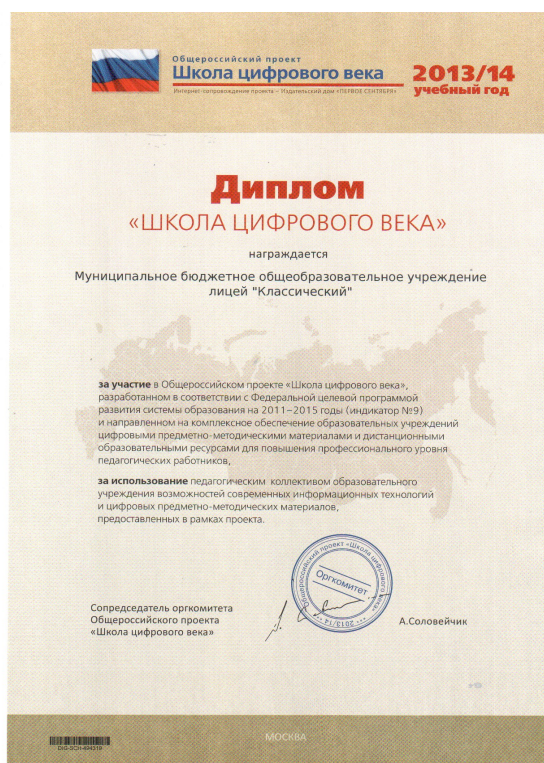 Общероссийский проект
Школа цифрового века
Интернет-сопровождение проекта – Издательский дом «ПЕРВОЕ СЕНТЯБРЯ»
2013/14
учебный год
Диплом
«ШКОЛА ЦИФРОВОГО ВЕКА»
награждается
Муниципальное бюджетное общеобразовательное учреждение
лицей "Классический"
за участие в Общероссийском проекте «Школа цифрового века»,
разработанном в соответствии с Федеральной целевой программой
развития системы образования на 2011–2015 годы (индикатор №9)
и направленном на комплексное обеспечение образовательных учреждений
цифровыми предметно-методическими материалами и дистанционными
образовательными ресурсами для повышения профессионального уровня
педагогических работников,
за использование педагогическим коллективом образовательного
учреждения возможностей современных информационных технологий
и цифровых предметно-методических материалов,
предоставленных в рамках проекта.
Общероссийский проект «Школа цифрового века»
Оргкомитет
*** 2013/14 ***
Сопредседатель оргкомитета
Общероссийского проекта
«Школа цифрового века»
А.Соловейчик
МОСКВА